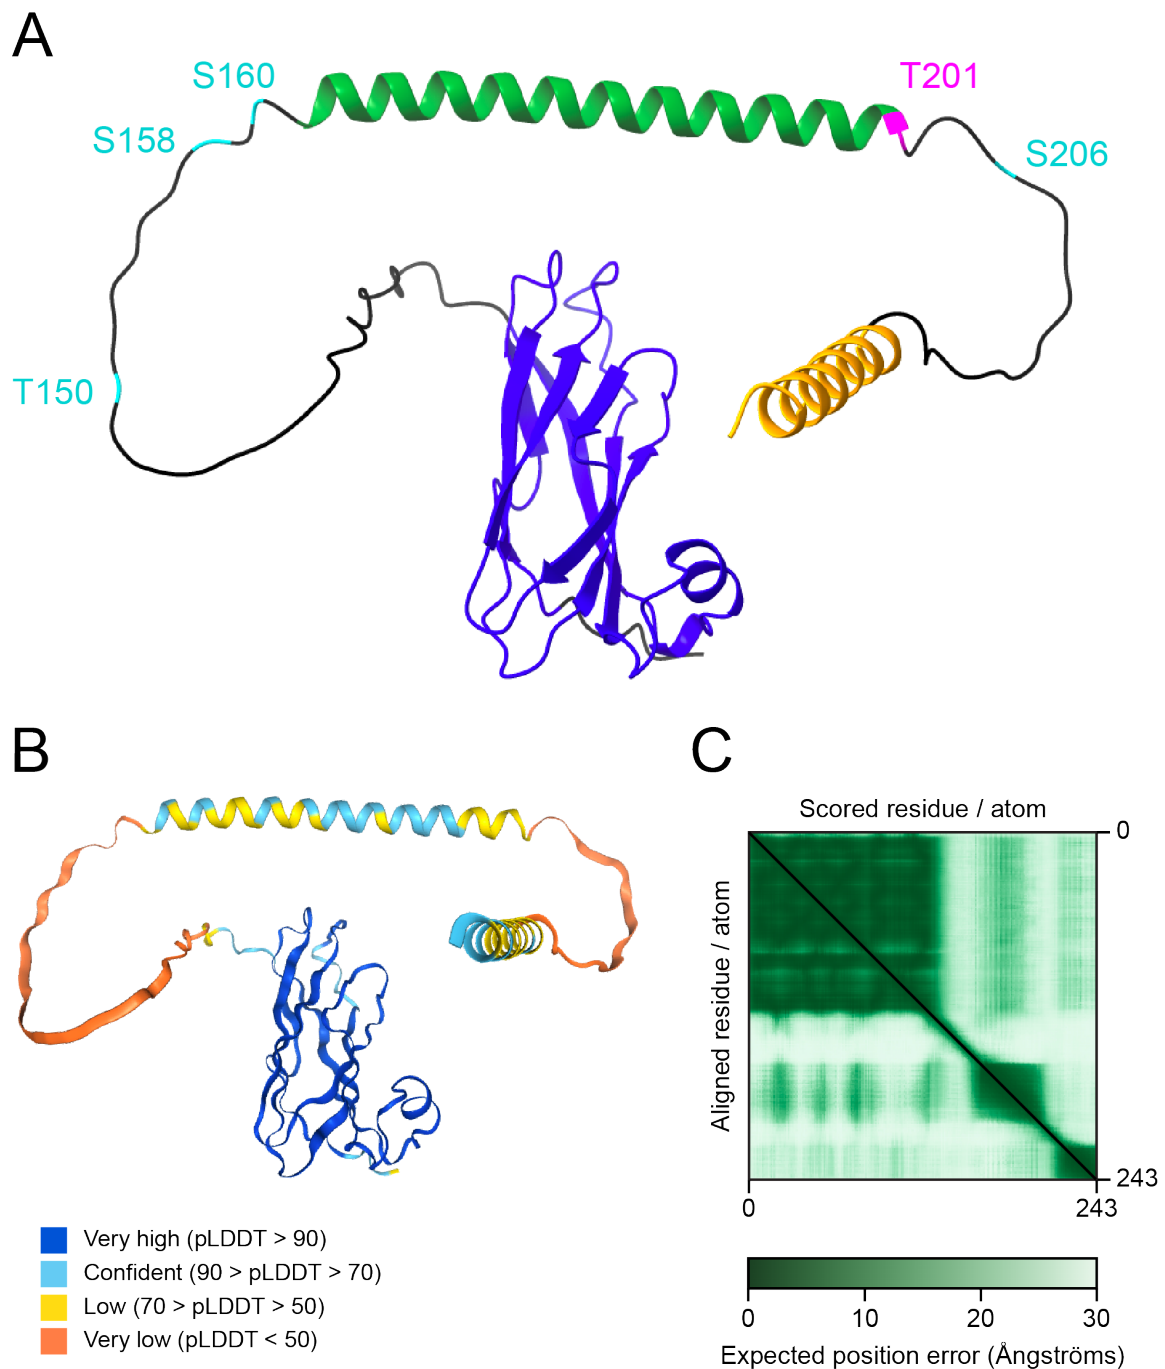 A
S160
T201
S158
S206
T150
B
C
Scored residue / atom
0
Aligned residue / atom
243
0
243
Very high (pLDDT > 90)
Confident (90 > pLDDT > 70)
Low (70 > pLDDT > 50)
Very low (pLDDT < 50)
0
10
20
30
Expected position error (Ångströms)